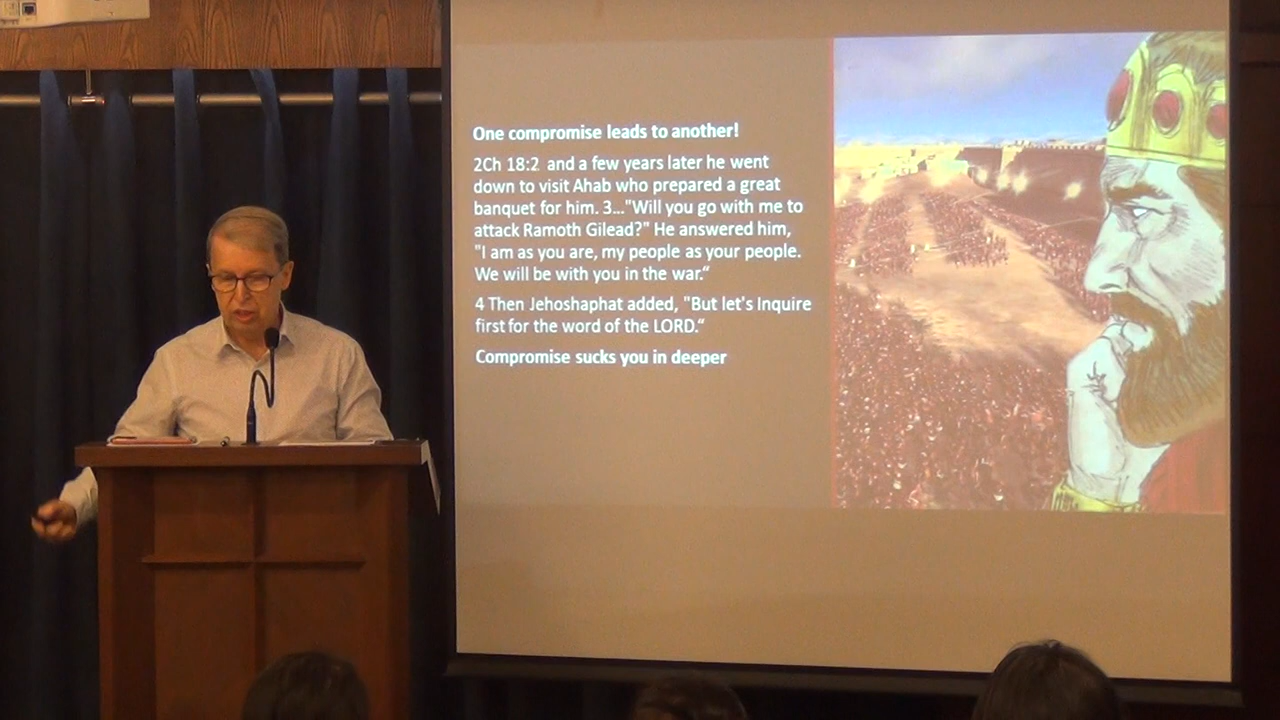 One compromise leads to another!
2Ch 18:2 and a few years later he went
down to visit Ahab who prepared a great
banquet for him. 3..."Will you go with me to
attack Ramoth Gilead?" He answered him,
"I am as you are, my people as your people.
We will be with you in the war.“
4 Then Jehoshaphat added, "But let's Inquire
first for the word of the LORD.“
Compromise sucks you in deeper